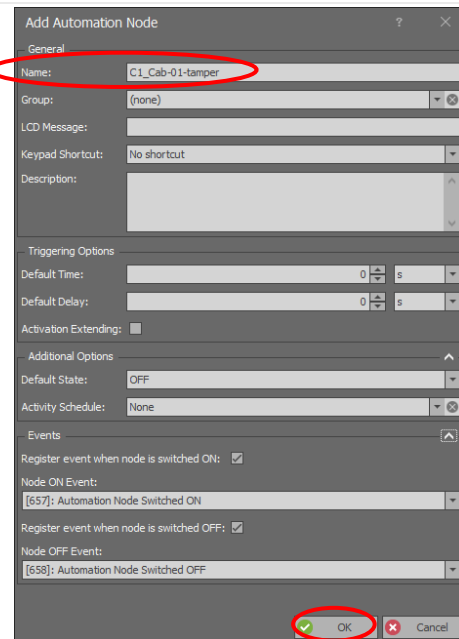 Add Automation Node ?
General
Name: C1_Cab-01-tamper
Group: (none)
LCD Message:
Keypad Shortcut: No shortcut
Description:
Triggering Options
Default Time: 0 s
Default Delay: 0 s
Activation Extending:
Additional Options
Default State: OFF
Activity Schedule: None
Events
Register event when node is switched ON:
Node ON Event:
[657]: Automation Node Switched ON
Register event when node is switched OFF:
Node OFF Event:
[658]: Automation Node Switched OFF
OK Cancel